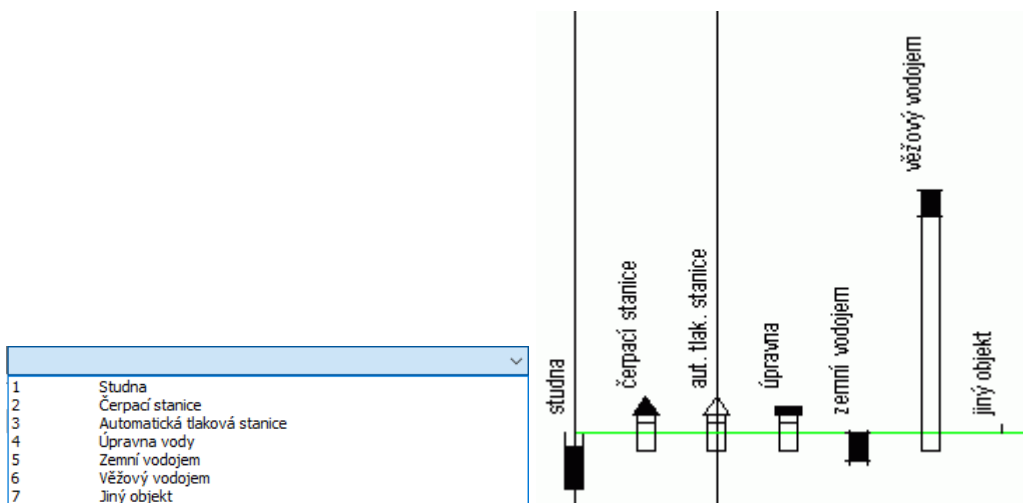 1 Studna
2 Čerpací stanice
3 Automatická tlaková stanice
4 Úpravna vody
5 Zemní vodojem
6 Věžový vodojem
7 Jiný objekt
studna
čerpací stanice
aut. tlak. stanice
úpravna
zemní vodojem
věžový vodojem
jiný objekt